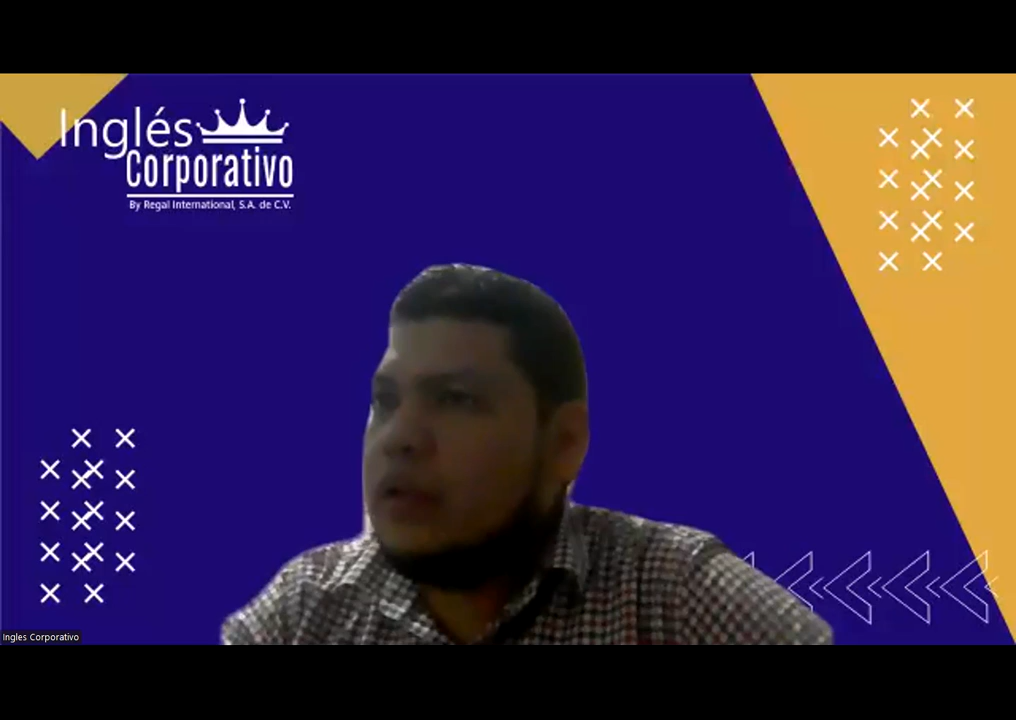 Inglés
Corporativo
By Regal International, S.A. de C.V.
Ingles Corporativo